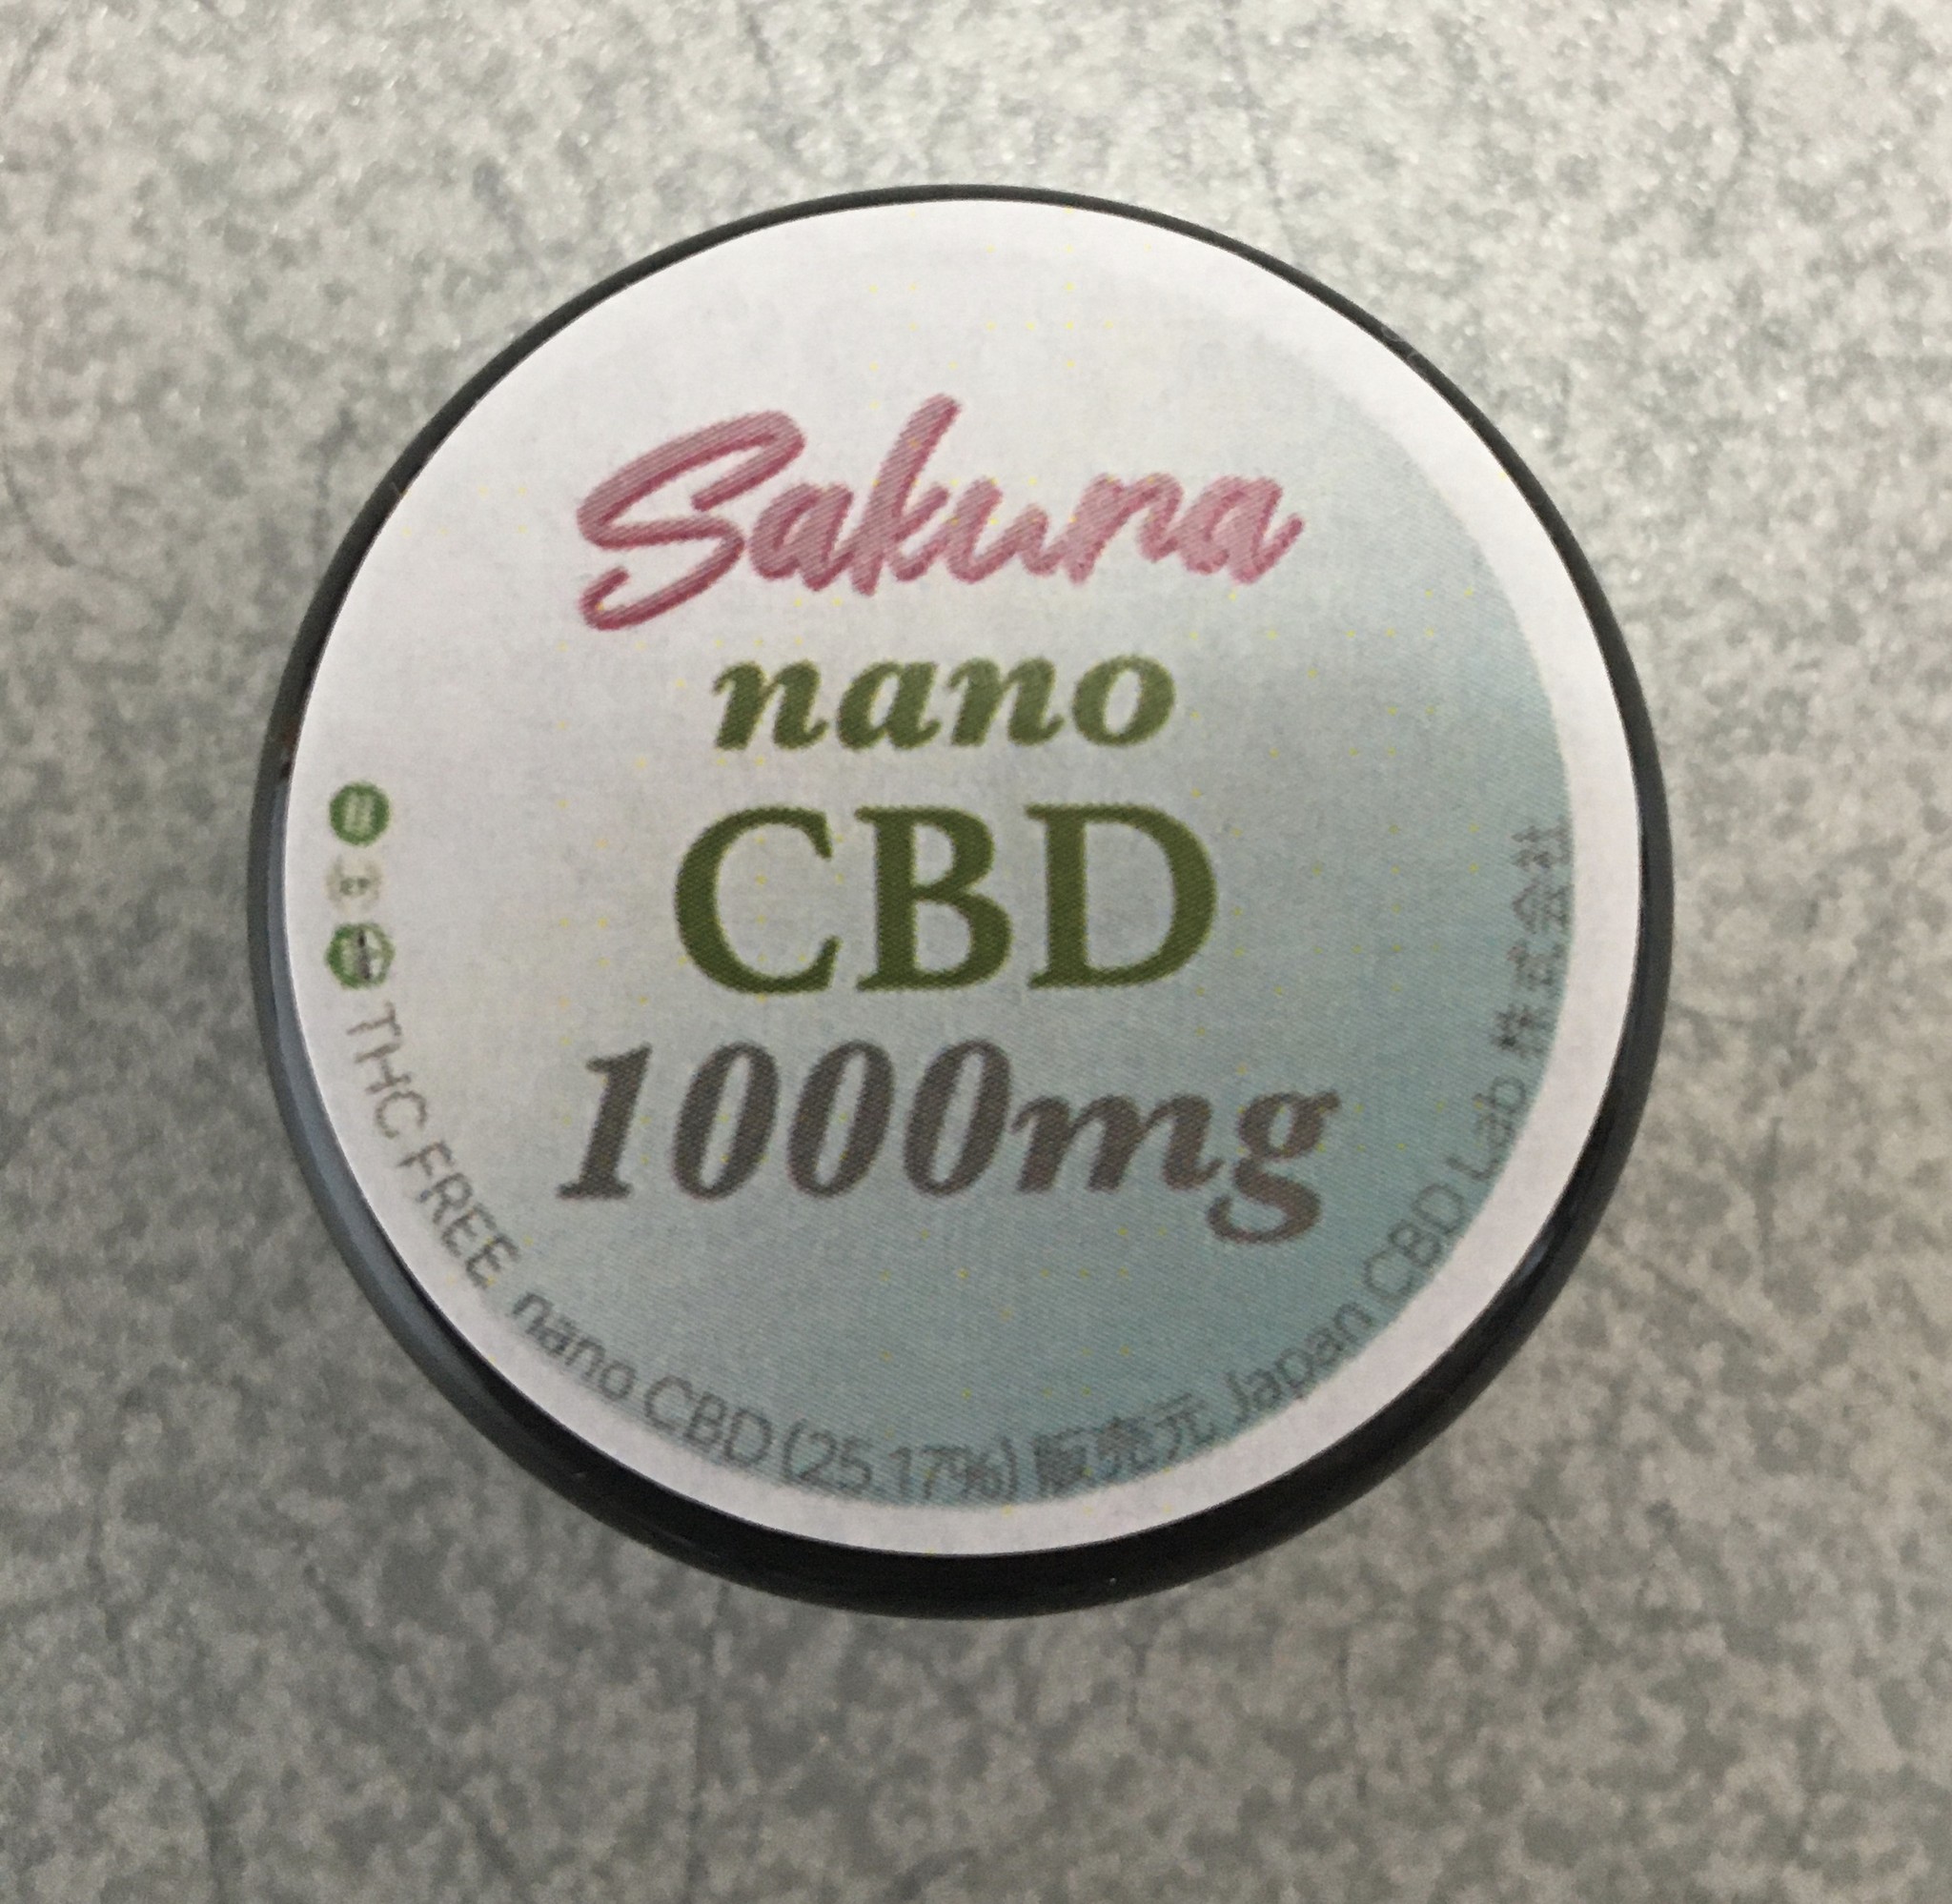 Sakura
nano
CBD
1000mg
THC FREE nano CBD (25.17%) 販売元 Japan CBD Lab 株式会社